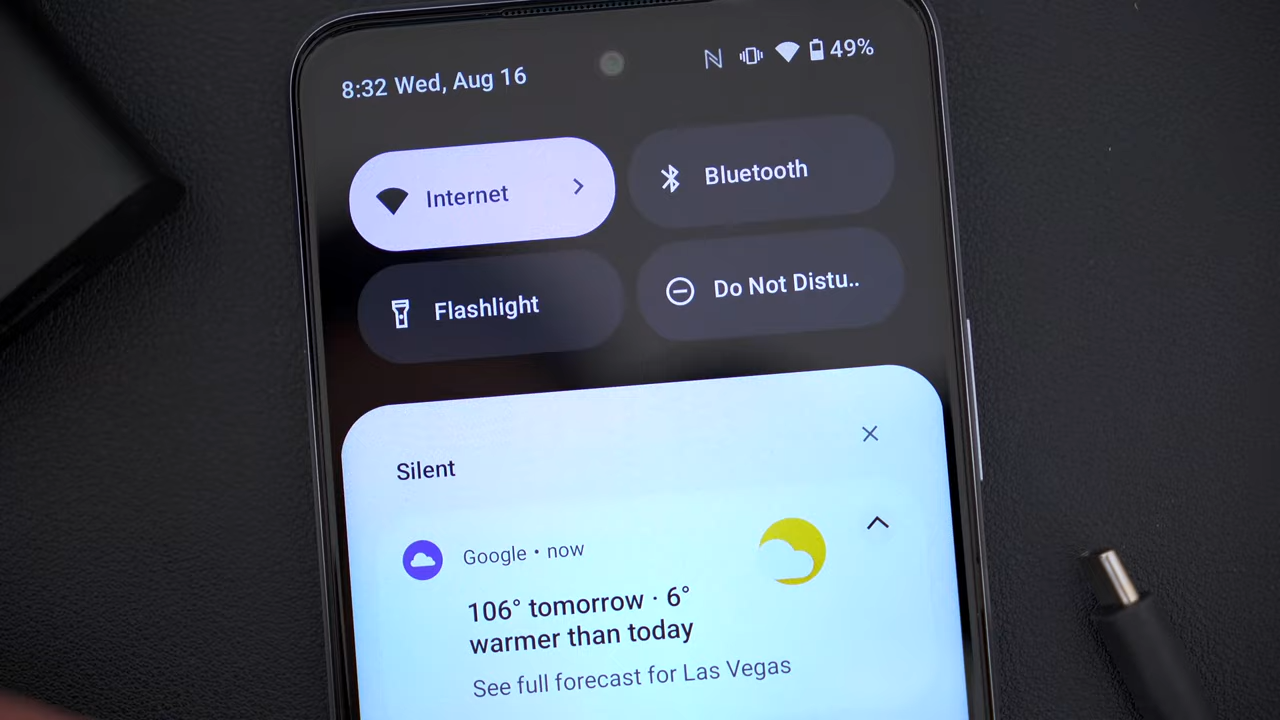 8:32 Wed, Aug 16
49%
Internet
Bluetooth
Flashlight
Do Not Distu..
Silent
Google • now
106° tomorrow · 6°
warmer than today
See full forecast for Las Vegas